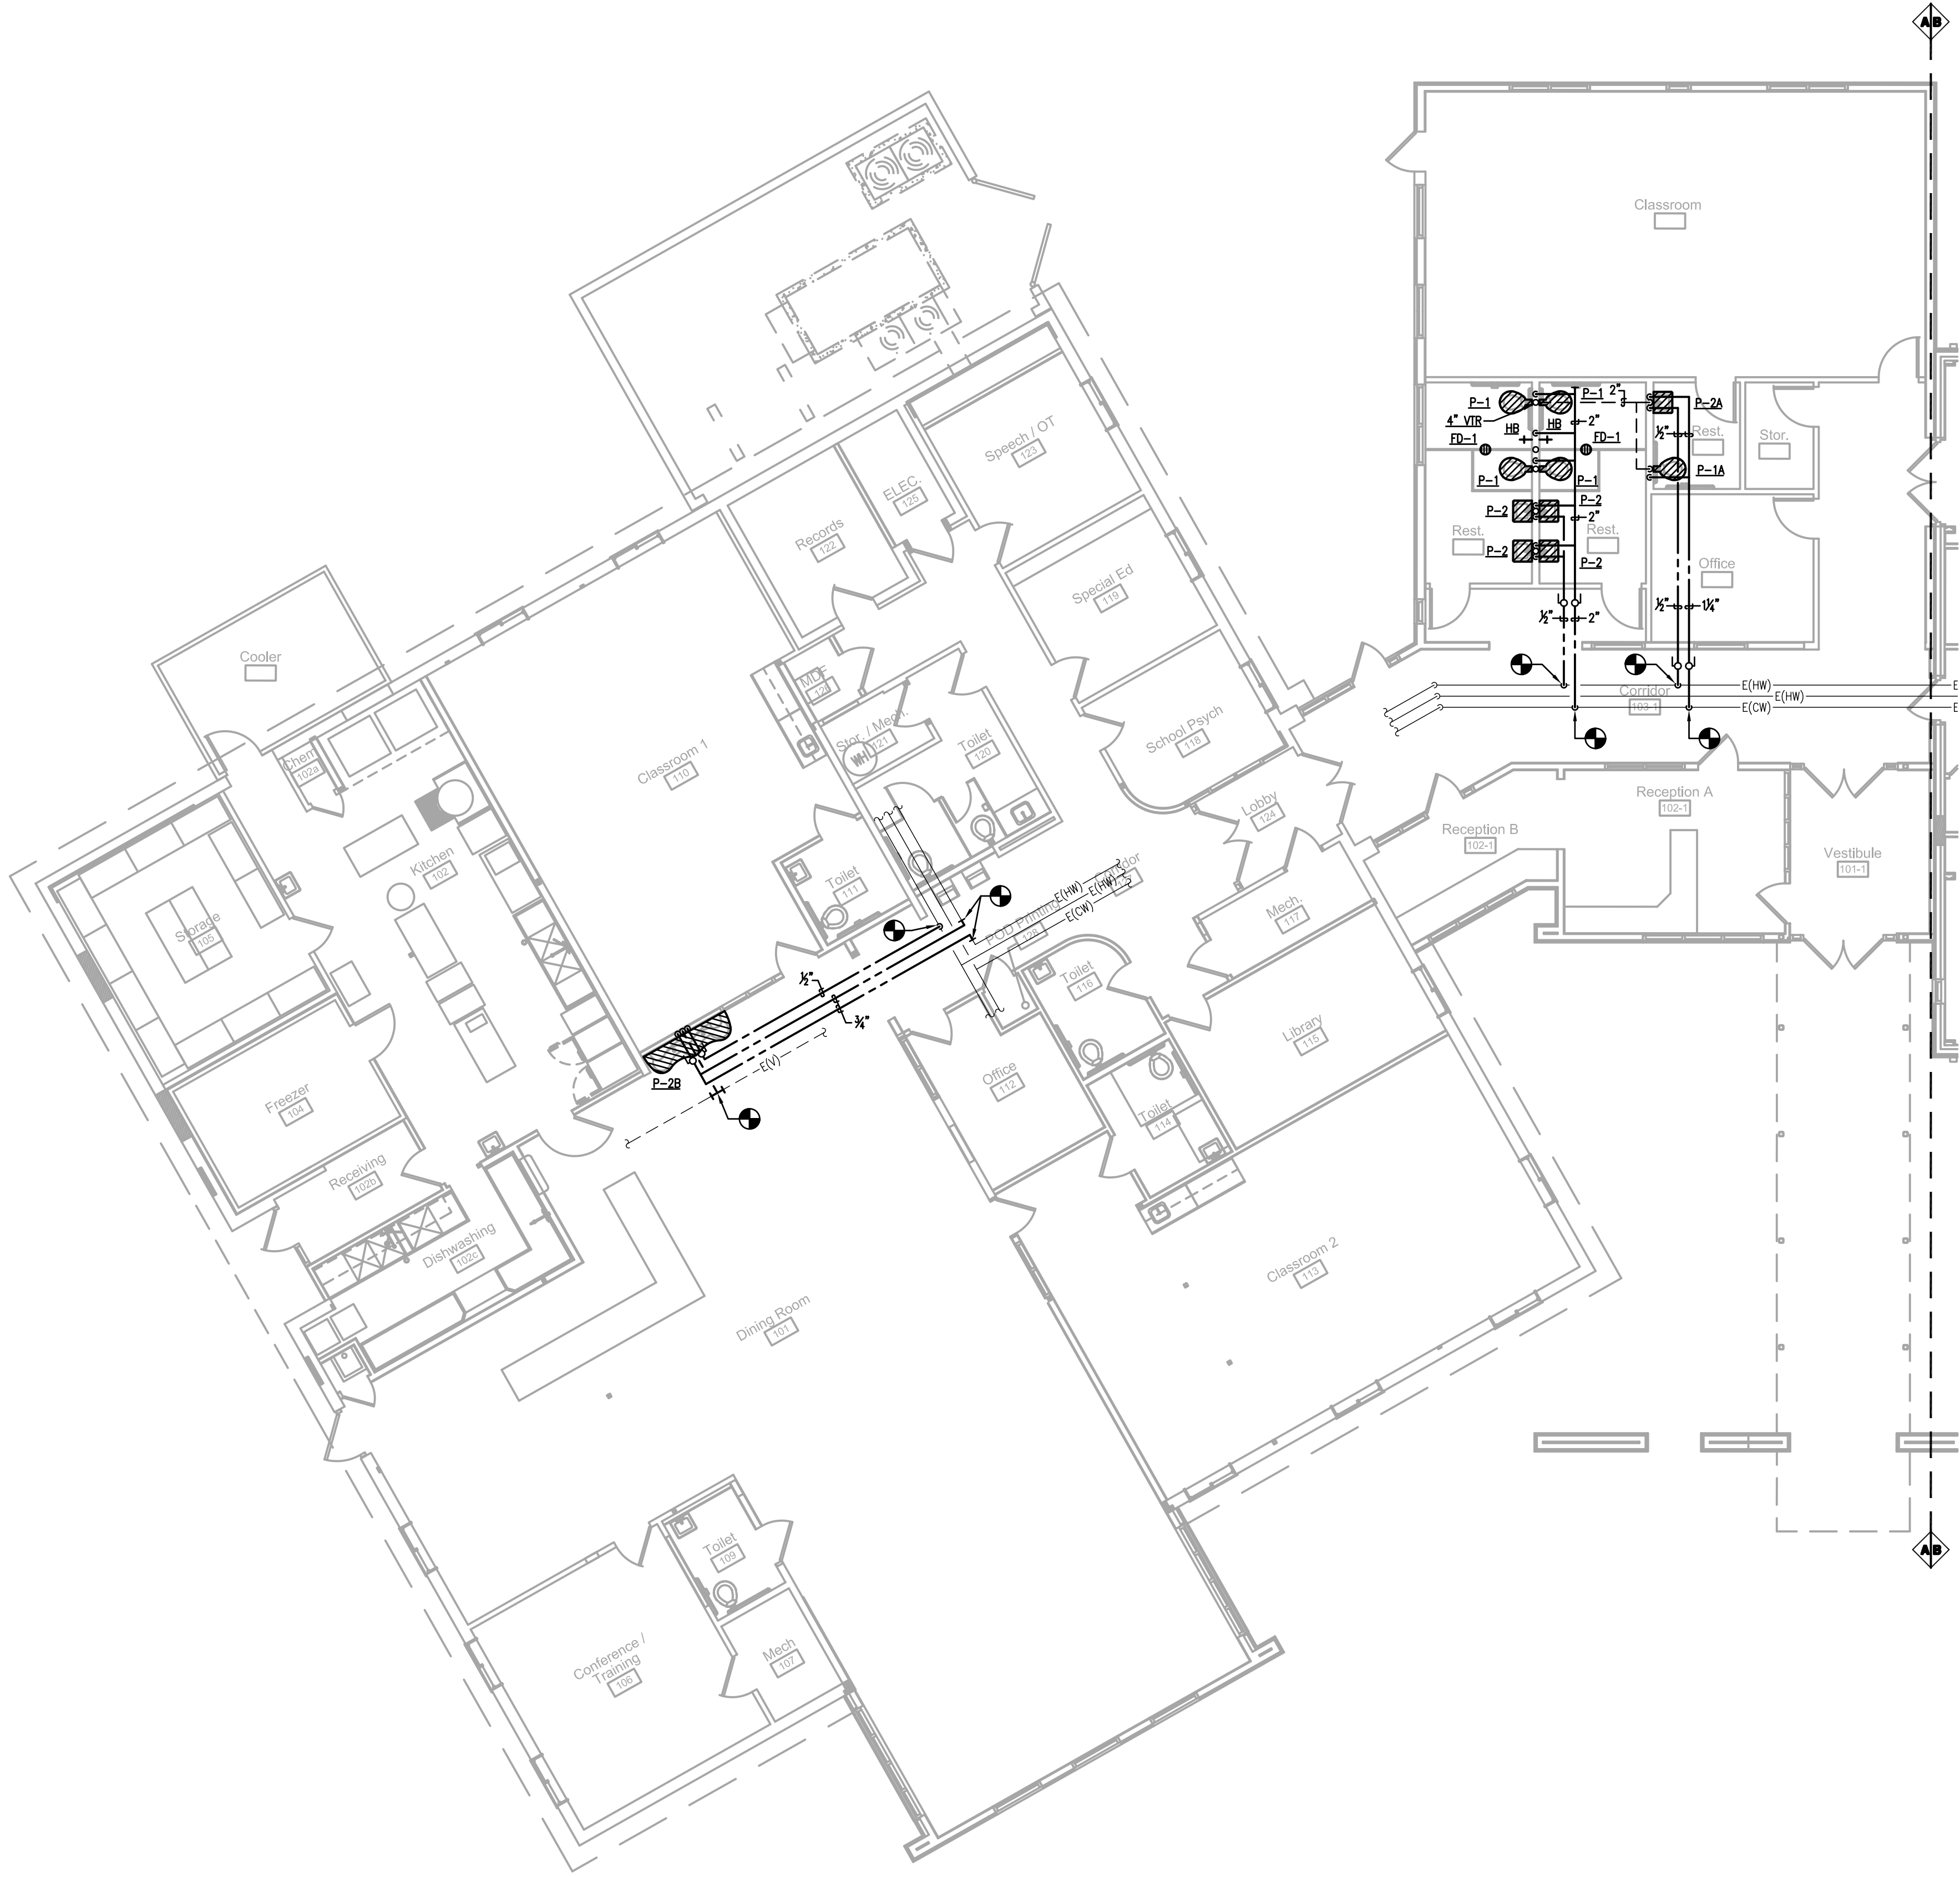 AB
Classroom
P-1
P-1
2"
P-2A
4" VTR
HB
HB
2"
½"
Rest.
Stor.
FD-1
FD-1
P-1
P-1
P-1A
P-2
P-2
2"
Rest.
Rest.
P-2
P-2
Office
½"
2"
½"
1¼"
E(HW)
E
E(HW)
Corridor
103-1
E(CW)
E
Speech / OT
123
ELEC.
125
Records
122
Special Ed
119
Cooler
MDF
Stor. / Mech.
121
WH
Toilet
120
School Psych
118
Classroom 1
110
Chem
102a
Lobby
124
Reception A
102-1
Reception B
102-1
Vestibule
101-1
Kitchen
102
Toilet
111
E(HW)
E(HW)
E(CW)
Mech.
117
Storage
105
POD Printing
128
Toilet
116
½"
¾"
E(V)
P-2B
Library
115
Office
112
Freezer
104
Toilet
114
Receiving
102b
Dishwashing
102c
Classroom 2
113
Dining Room
101
Toilet
109
AB
Conference /
Training
106
Mech
107